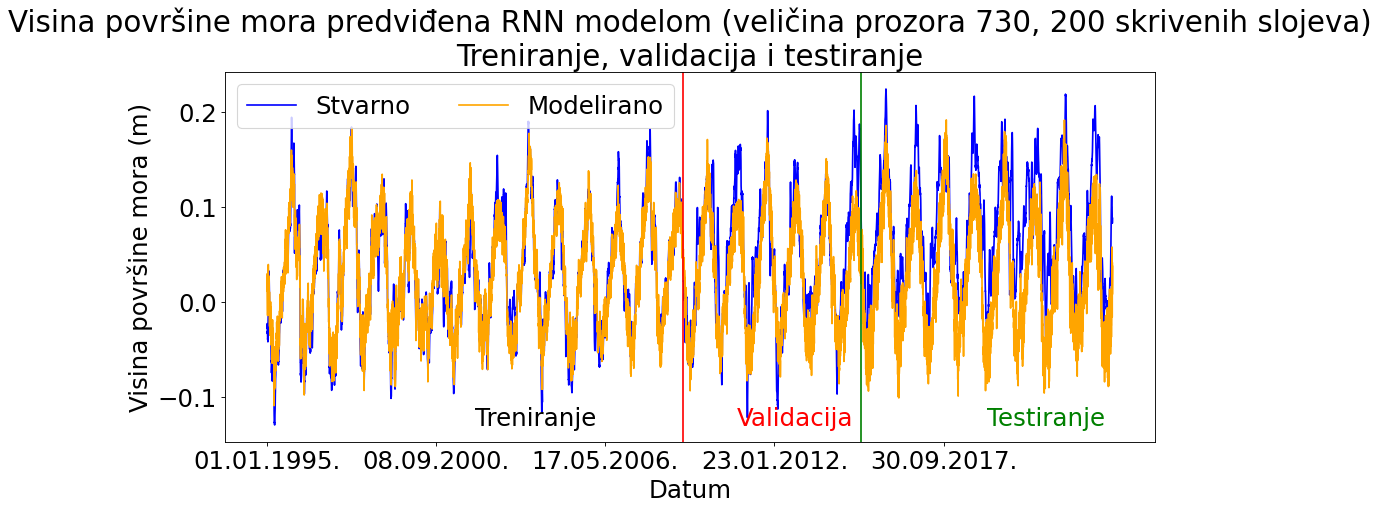 Visina površine mora predviđena RNN modelom (veličina prozora 730, 200 skrivenih slojeva)
Treniranje, validacija i testiranje
Stvarno
Modelirano
Visina površine mora (m)
0.2
0.1
0.0
−0.1
Treniranje
Validacija
Testiranje
01.01.1995.
08.09.2000.
17.05.2006.
23.01.2012.
30.09.2017.
Datum